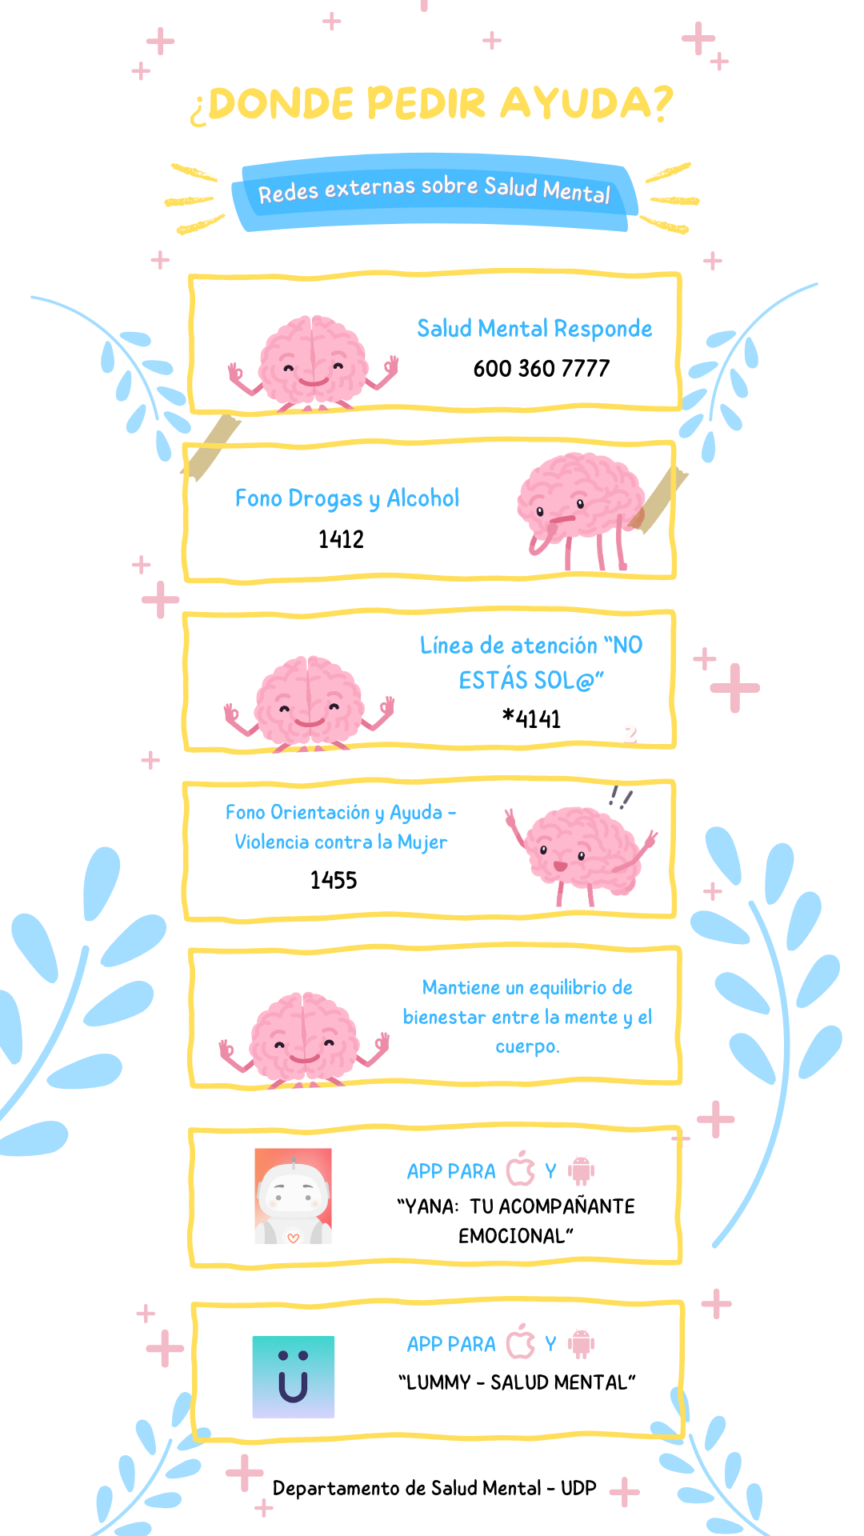 ¿DONDE PEDIR AYUDA?
Redes externas sobre Salud Mental
Salud Mental Responde
600 360 7777
Fono Drogas y Alcohol
1412
Línea de atención "NO
ESTÁS SOL@"
*4141
2
Fono Orientación y Ayuda -
Violencia contra la Mujer
1455
Mantiene un equilibrio de
bienestar entre la mente y el
cuerpo.
APP PARA Y
"YANA: TU ACOMPAÑANTE
EMOCIONAL"
APP PARA Y
"LUMMY - SALUD MENTAL"
Departamento de Salud Mental - UDP